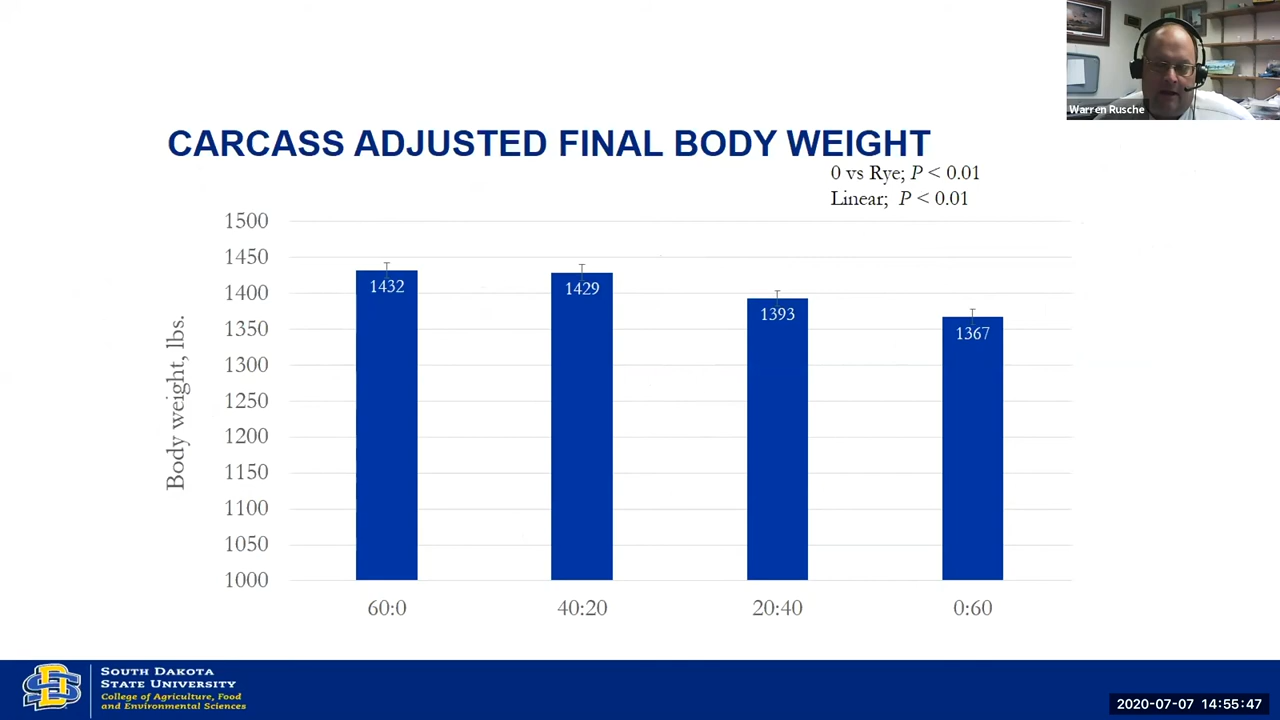 Warren Rusche
CARCASS ADJUSTED FINAL BODY WEIGHT
0 vs Rye; P < 0.01
Linear; P < 0.01
Body weight, lbs.
1500
1450
1400
1350
1300
1250
1200
1150
1100
1050
1000
1432
1429
1393
1367
60:0
40:20
20:40
0:60
SOUTH DAKOTA
STATE UNIVERSITY
College of Agriculture, Food
and Environmental Sciences
2020-07-07 14:55:47